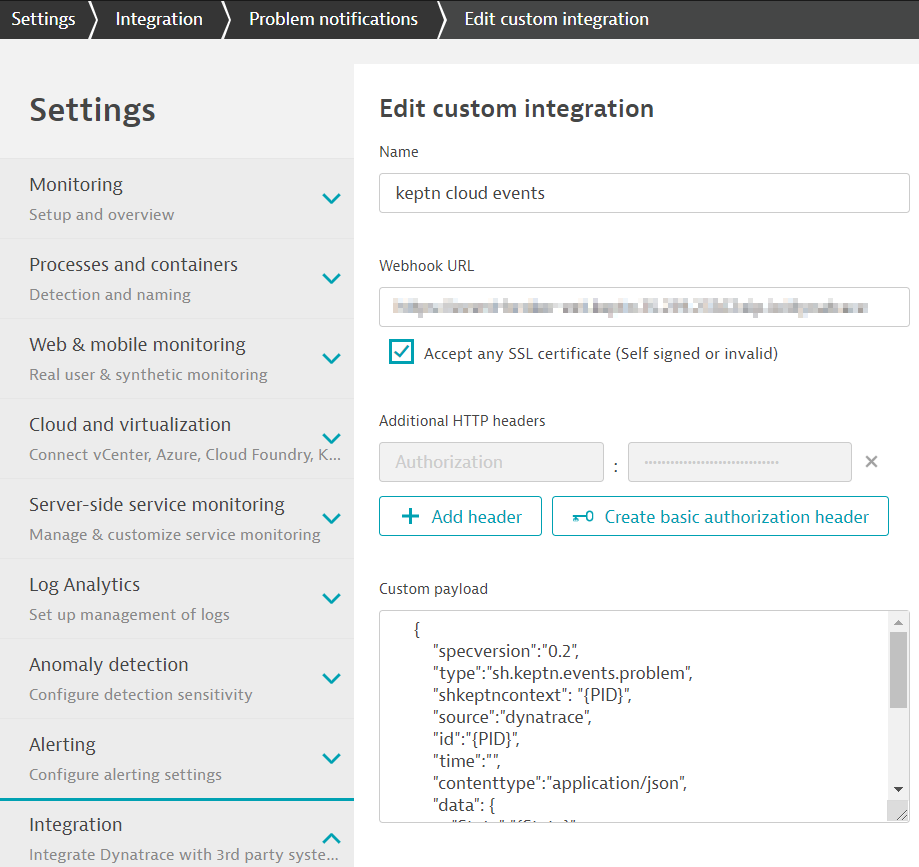 Settings
Integration
Problem notifications
Edit custom integration
Settings
Monitoring
Setup and overview
Processes and containers
Detection and naming
Web & mobile monitoring
Real user & synthetic monitoring
Cloud and virtualization
Connect vCenter, Azure, Cloud Foundry, K...
Server-side service monitoring
Manage & customize service monitoring
Log Analytics
Set up management of logs
Anomaly detection
Configure detection sensitivity
Alerting
Configure alerting settings
Integration
Integrate Dynatrace with 3rd party syste...
Edit custom integration
Name
keptn cloud events
Webhook URL
Accept any SSL certificate (Self signed or invalid)
Additional HTTP headers
Authorization :
Add header
Create basic authorization header
Custom payload
{
"specversion":"0.2",
"type":"sh.keptn.events.problem",
"shkeptncontext": "{PID}",
"source":"dynatrace",
"id":"{PID}",
"time":"",
"contenttype":"application/json",
"data": {